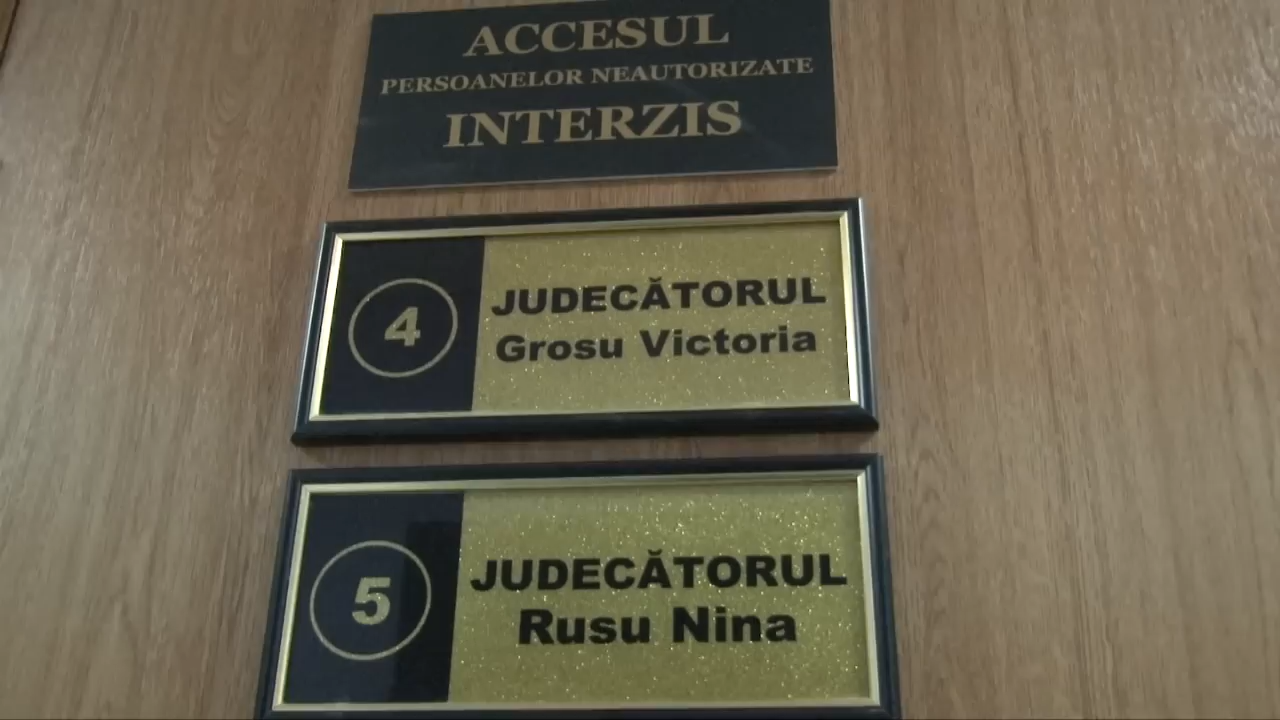 ACCESUL
PERSOANELOR NEAUTORIZATE
INTERZIS
4
JUDECĂTORUL
Grosu Victoria
5
JUDECĂTORUL
Rusu Nina